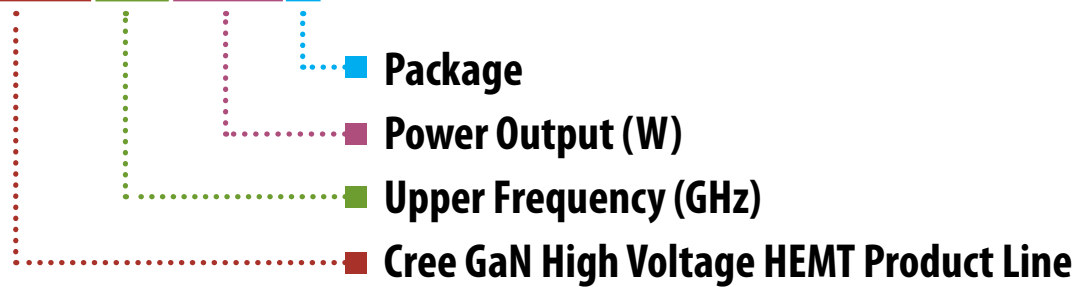 Package
Power Output (W)
Upper Frequency (GHz)
Cree GaN High Voltage HEMT Product Line